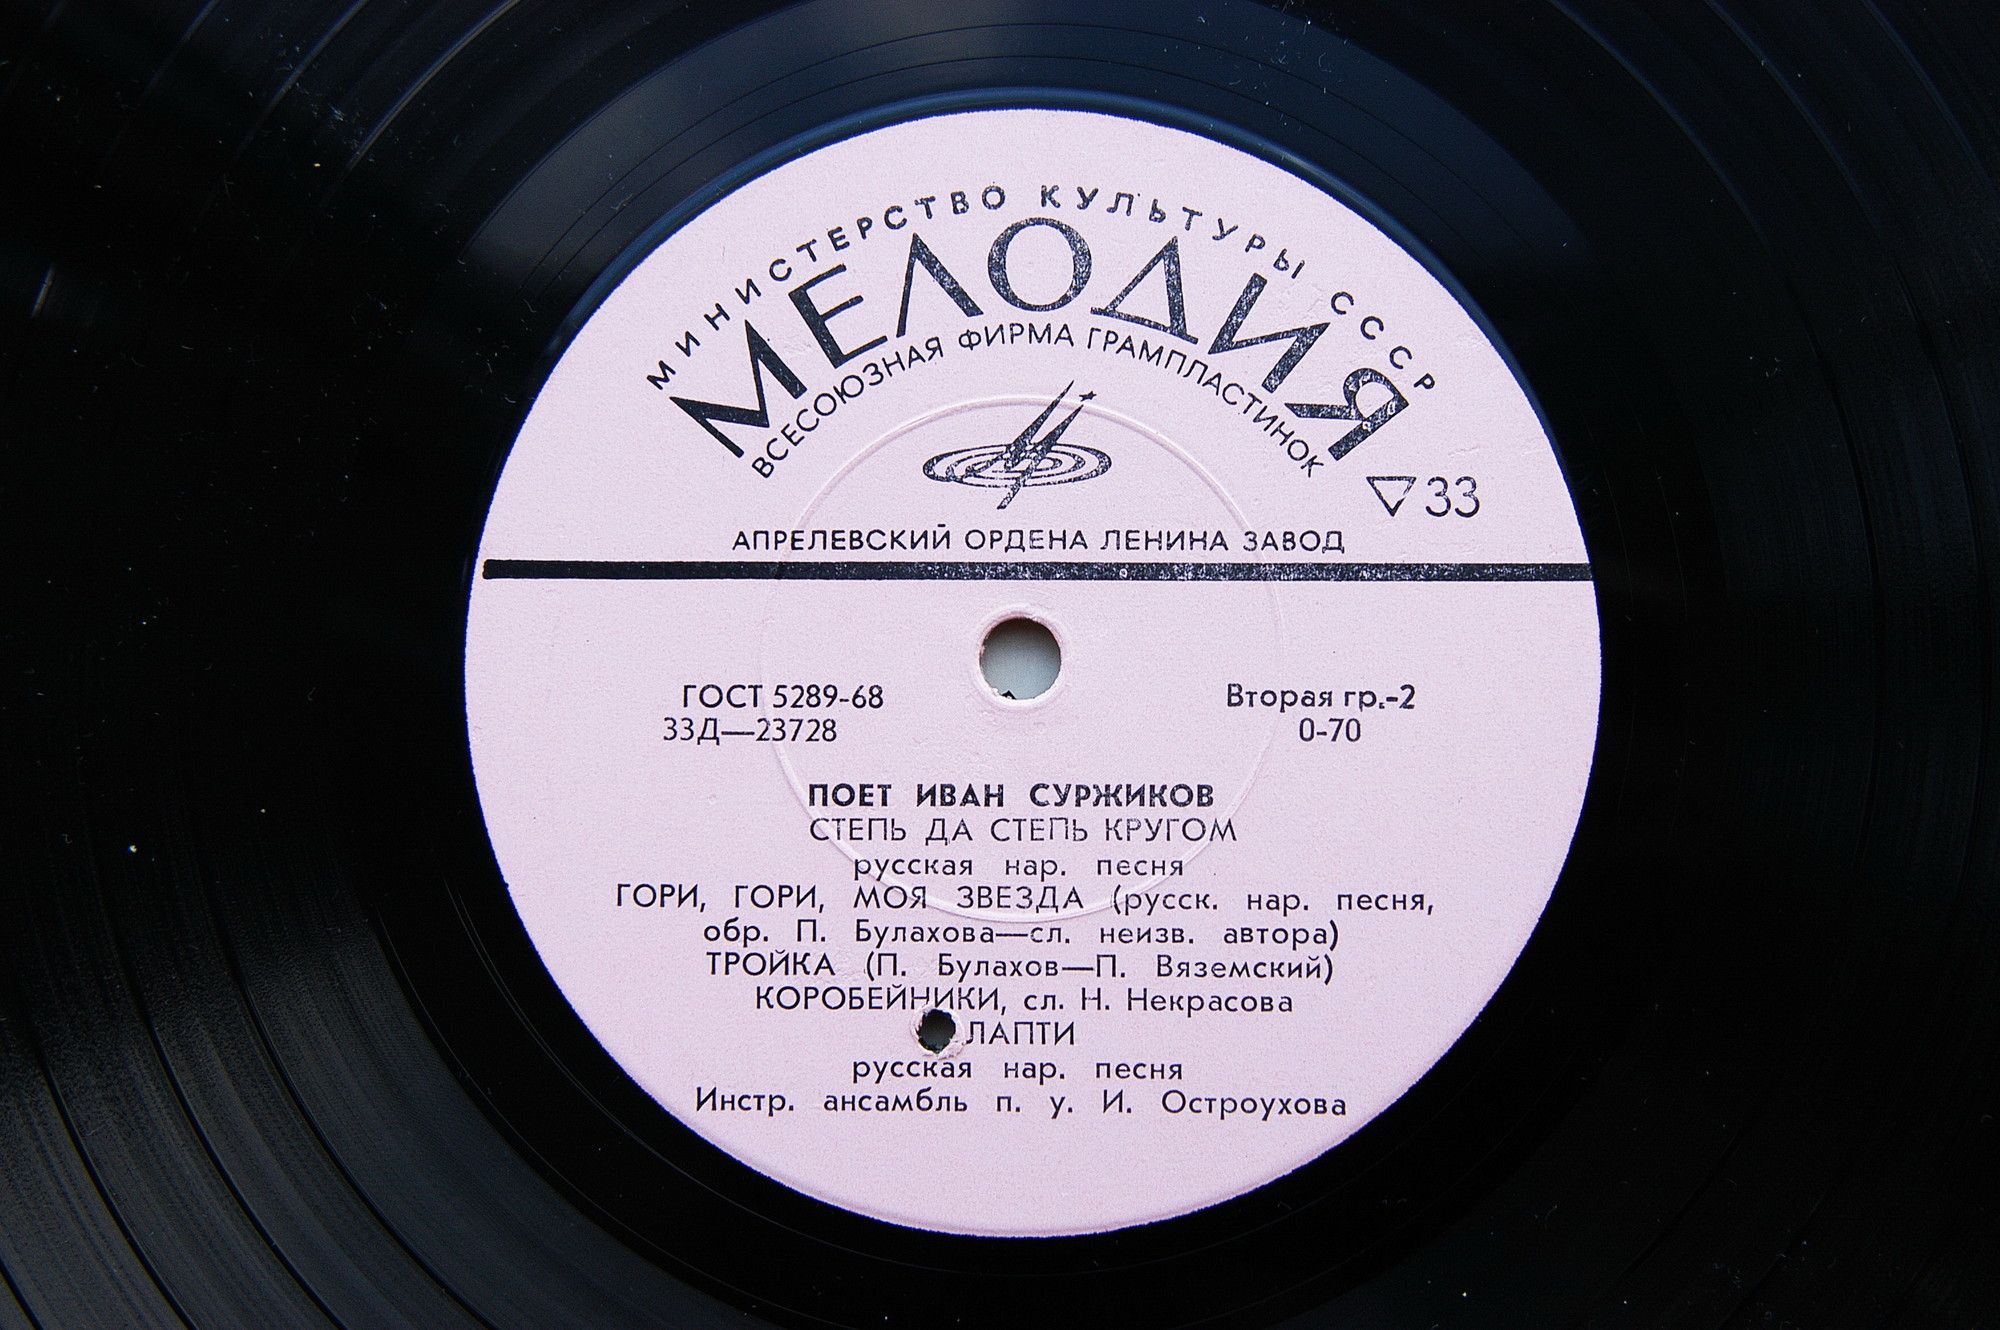 МИНИСТЕРСТВО КУЛЬТУРЫ СССР
МЕЛОДИЯ
ВСЕСОЮЗНАЯ ФИРМА ГРАМПЛАСТИНОК
33
АПРЕЛЕВСКИЙ ОРДЕНА ЛЕНИНА ЗАВОД
ГОСТ 5289-68
33Д—23728
Вторая гр.-2
0-70
ПОЕТ ИВАН СУРЖИКОВ
СТЕПЬ ДА СТЕПЬ КРУГОМ
русская нар. песня
ГОРИ, ГОРИ, МОЯ ЗВЕЗДА (русск. нар. песня,
обр. П. Булахова—сл. неизв. автора)
ТРОЙКА (П. Булахов—П. Вяземский)
КОРОБЕЙНИКИ, сл. Н. Некрасова
ЛАПТИ
русская нар. песня
Инстр. ансамбль п. у. И. Остроухова